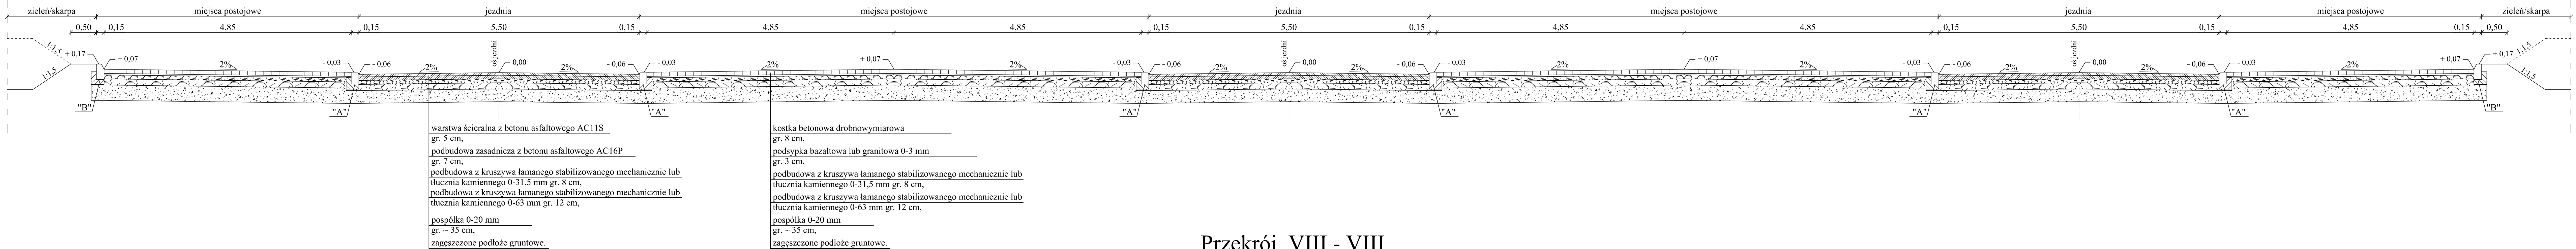 zieleń/skarpa miejsca postojowe jezdnia miejsca postojowe jezdnia miejsca postojowe jezdnia miejsca postojowe zieleń/skarpa
0,50 0,15 4,85 0,15 5,50 0,15 4,85 4,85 0,15 5,50 0,15 4,85 4,85 0,15 5,50 0,15 4,85 0,15 0,50
oś jezdni oś jezdni oś jezdni
1:1,5 1:1,5
+ 0,17 + 0,17
+ 0,07 2% - 0,03 - 0,06 2% 0,00 2% - 0,06 - 0,03 2% + 0,07 2% - 0,03 - 0,06 2% 0,00 2% - 0,06 - 0,03 2% + 0,07 2% - 0,03 - 0,06 2% 0,00 2% - 0,06 - 0,03 2% + 0,07
1:1,5 1:1,5
"B" "A" "A" "A" "A" "A" "A" "B"
warstwa ścieralna z betonu asfaltowego AC11S
gr. 5 cm,
podbudowa zasadnicza z betonu asfaltowego AC16P
gr. 7 cm,
podbudowa z kruszywa łamanego stabilizowanego mechanicznie lub
tłucznia kamiennego 0-31,5 mm gr. 8 cm,
podbudowa z kruszywa łamanego stabilizowanego mechanicznie lub
tłucznia kamiennego 0-63 mm gr. 12 cm,
pospółka 0-20 mm
gr. ~ 35 cm,
zagęszczone podłoże gruntowe.
kostka betonowa drobnowymiarowa
gr. 8 cm,
podsypka bazaltowa lub granitowa 0-3 mm
gr. 3 cm,
podbudowa z kruszywa łamanego stabilizowanego mechanicznie lub
tłucznia kamiennego 0-31,5 mm gr. 8 cm,
podbudowa z kruszywa łamanego stabilizowanego mechanicznie lub
tłucznia kamiennego 0-63 mm gr. 12 cm,
pospółka 0-20 mm
gr. ~ 35 cm,
zagęszczone podłoże gruntowe.
Przekrój VIII - VIII